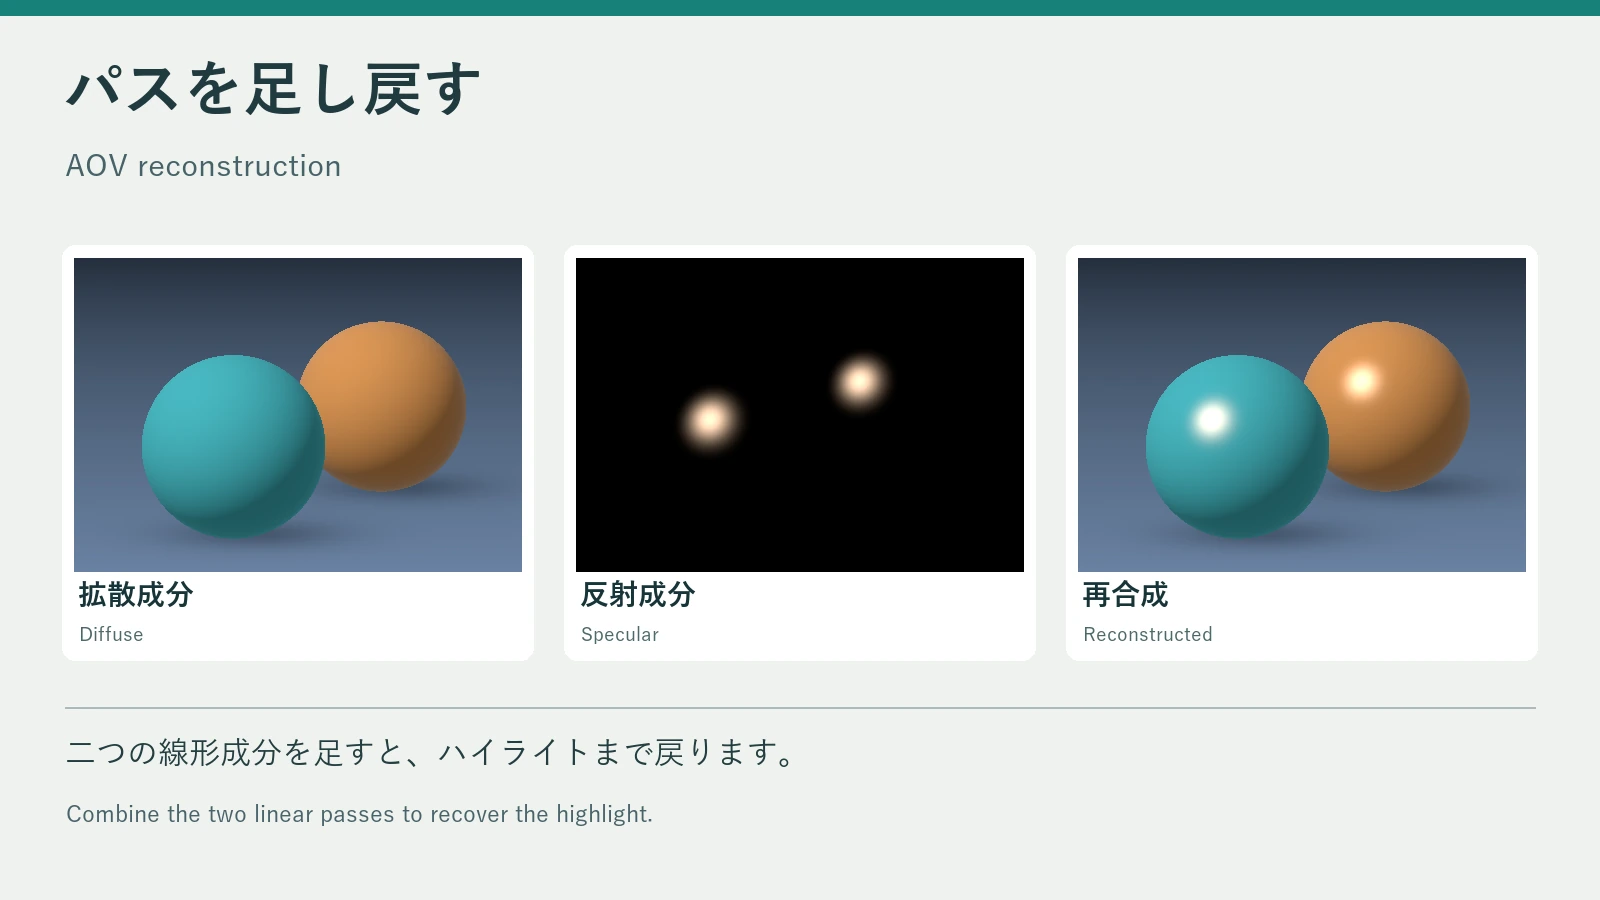 パスを足し戻す
AOV reconstruction
拡散成分
Diffuse
反射成分
Specular
再合成
Reconstructed
二つの線形成分を足すと、ハイライトまで戻ります。
Combine the two linear passes to recover the highlight.